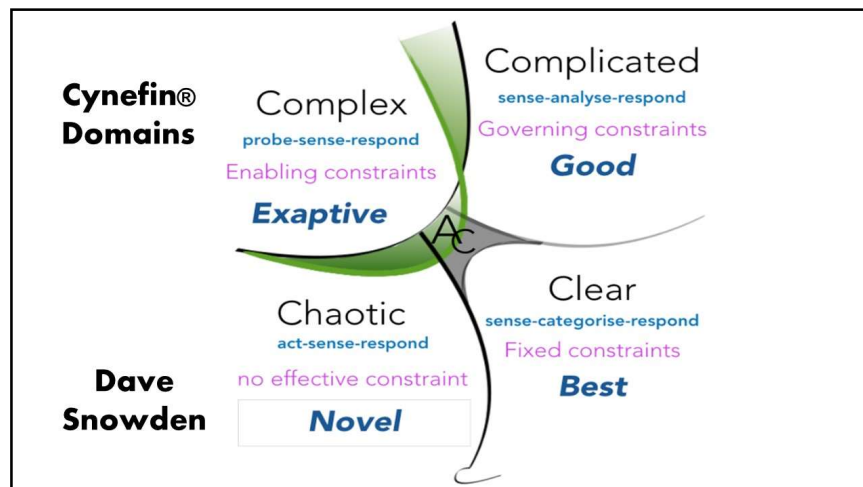 Cynefin®
Domains
Complex
probe-sense-respond
Enabling constraints
Exaptive
Complicated
sense-analyse-respond
Governing constraints
Good
A
C
Chaotic
act-sense-respond
no effective constraint
Novel
Clear
sense-categorise-respond
Fixed constraints
Best
Dave
Snowden